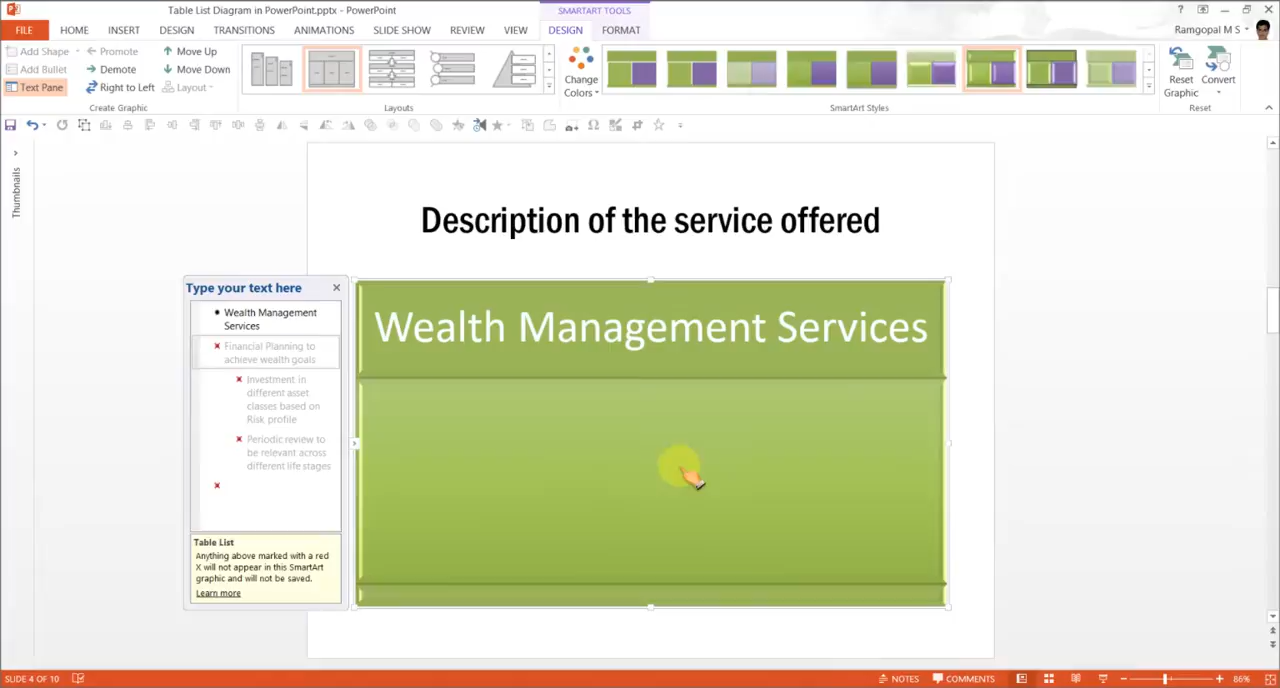 Table List Diagram in PowerPoint.pptx - PowerPoint
SMARTART TOOLS
?
FILE
HOME
INSERT
DESIGN
TRANSITIONS
ANIMATIONS
SLIDE SHOW
REVIEW
VIEW
DESIGN
FORMAT
Ramgopal M S
Add Shape
Promote
Move Up
Add Bullet
Demote
Move Down
Text Pane
Right to Left
Layout
Create Graphic
Layouts
Change
Colors
SmartArt Styles
Reset
Graphic
Convert
Reset
Thumbnails
Description of the service offered
Type your text here
Wealth Management
Services
Financial Planning to
achieve wealth goals
Investment in
different asset
classes based on
Risk profile
Periodic review to
be relevant across
different life stages
Table List
Anything above marked with a red
X will not appear in this SmartArt
graphic and will not be saved.
Learn more
Wealth Management Services
SLIDE 4 OF 10
NOTES
COMMENTS
86%